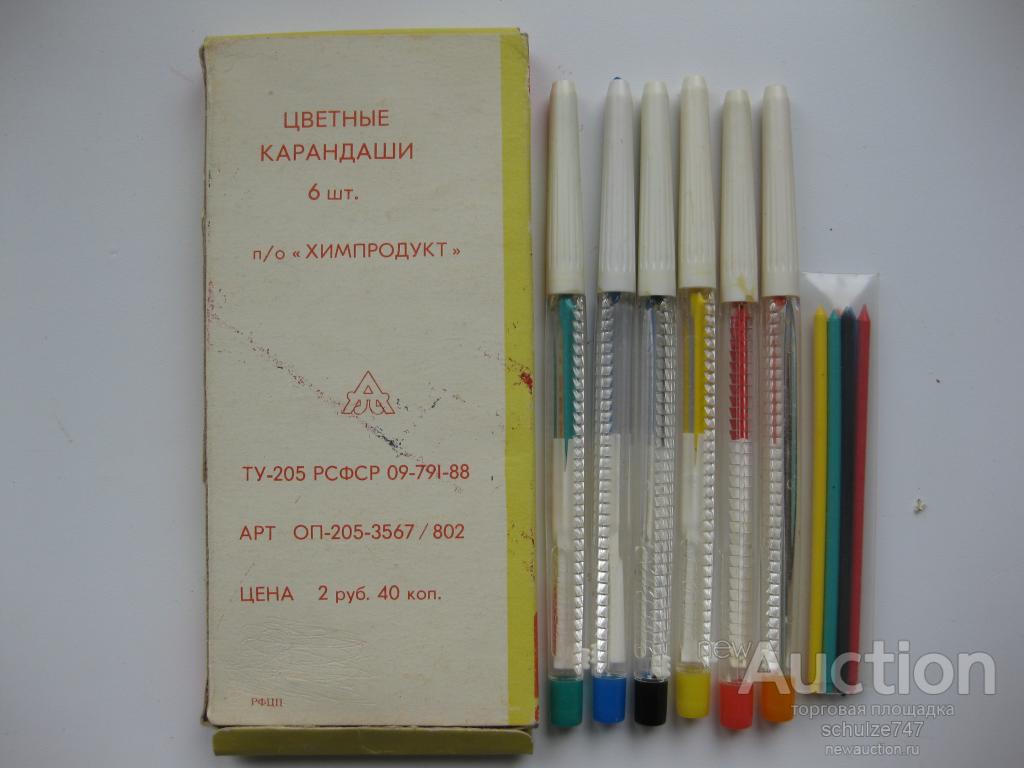 ЦВЕТНЫЕ
КАРАНДАШИ
6 шт.
п/о « ХИМПРОДУКТ »
ТУ-205 РСФСР 09-791-88
АРТ ОП-205-3567 / 802
ЦЕНА 2 руб. 40 коп.
РФЦП
new
Auction
торговая площадка
schulze747
newauction.ru